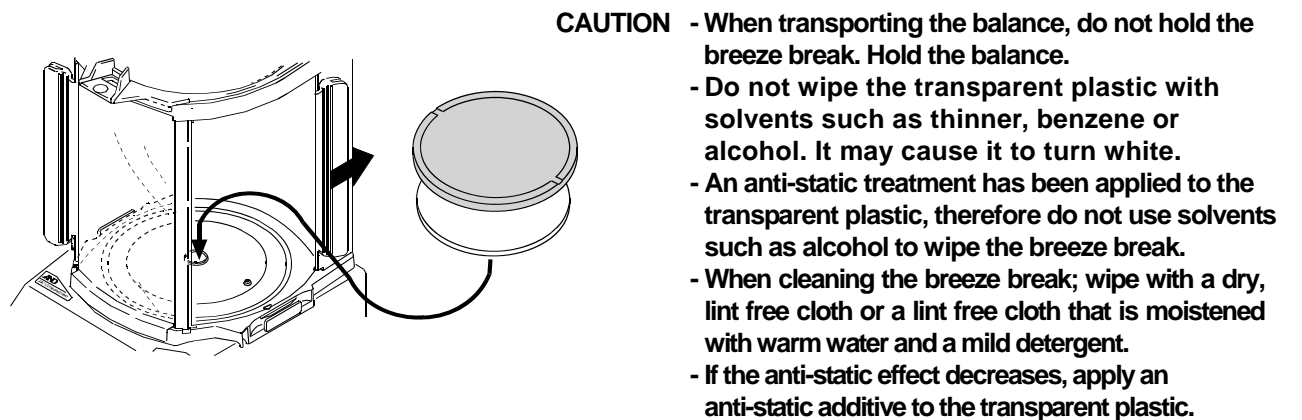 CAUTION - When transporting the balance, do not hold the
breeze break. Hold the balance.
- Do not wipe the transparent plastic with
solvents such as thinner, benzene or
alcohol. It may cause it to turn white.
- An anti-static treatment has been applied to the
transparent plastic, therefore do not use solvents
such as alcohol to wipe the breeze break.
- When cleaning the breeze break; wipe with a dry,
lint free cloth or a lint free cloth that is moistened
with warm water and a mild detergent.
- If the anti-static effect decreases, apply an
anti-static additive to the transparent plastic.